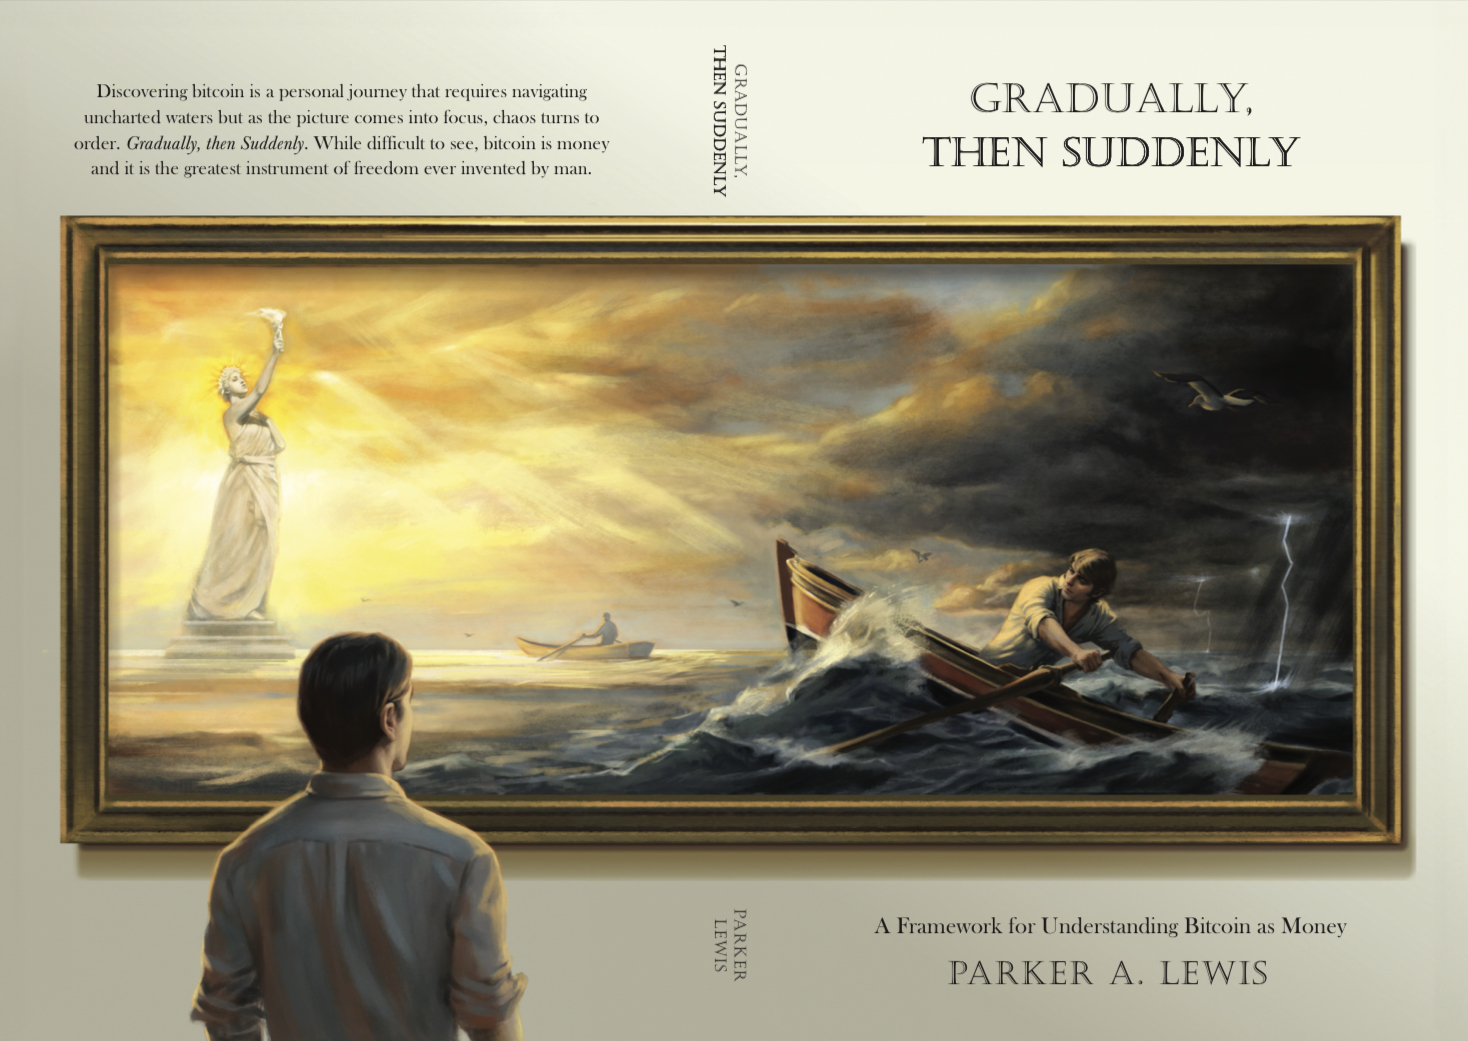 Discovering bitcoin is a personal journey that requires navigating
uncharted waters but as the picture comes into focus, chaos turns to
order. Gradually, then Suddenly. While difficult to see, bitcoin is money
and it is the greatest instrument of freedom ever invented by man.
GRADUALLY,
THEN SUDDENLY
GRADUALLY,
THEN SUDDENLY
PARKER
LEWIS
A Framework for Understanding Bitcoin as Money
PARKER A. LEWIS